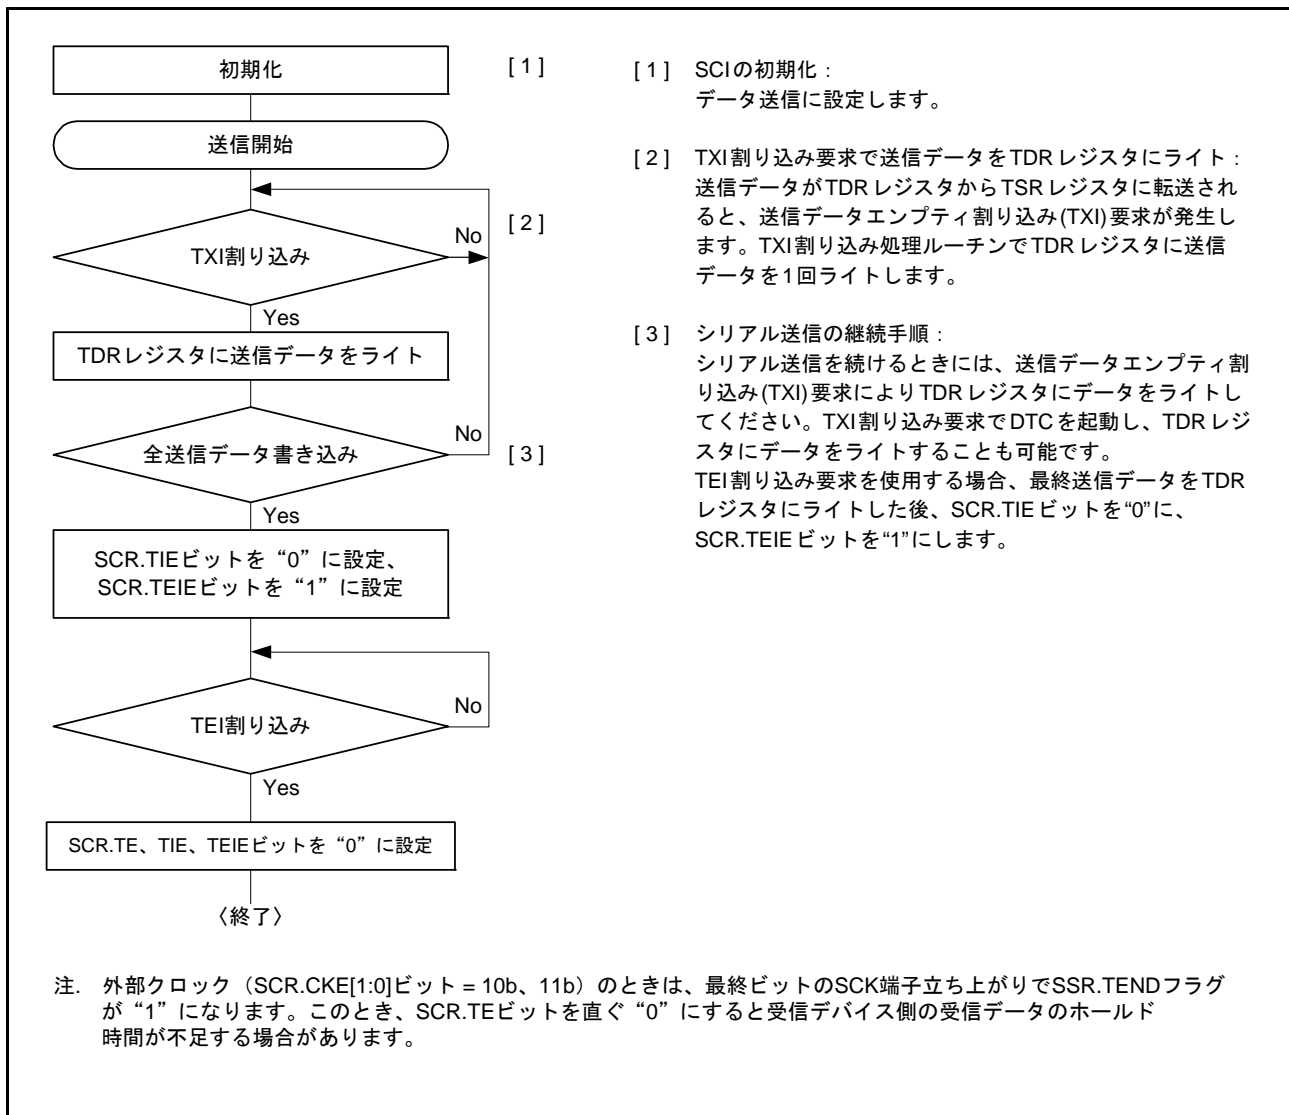 初期化
[1]
送信開始
TXI割り込み
No
[2]
Yes
TDRレジスタに送信データをライト
全送信データ書き込み
No
[3]
Yes
SCR.TIEビットを“0”に設定、
SCR.TEIEビットを“1”に設定
TEI割り込み
No
Yes
SCR.TE、TIE、TEIEビットを“0”に設定
〈終了〉
[1] SCIの初期化：
データ送信に設定します。
[2] TXI割り込み要求で送信データをTDRレジスタにライト：
送信データがTDRレジスタからTSRレジスタに転送され
ると、送信データエンプティ割り込み(TXI)要求が発生し
ます。TXI割り込み処理ルーチンでTDRレジスタに送信
データを1回ライトします。
[3] シリアル送信の継続手順：
シリアル送信を続けるときには、送信データエンプティ割
り込み(TXI)要求によりTDRレジスタにデータをライトし
てください。TXI割り込み要求でDTCを起動し、TDRレジ
スタにデータをライトすることも可能です。
TEI割り込み要求を使用する場合、最終送信データをTDR
レジスタにライトした後、SCR.TIEビットを“0”に、
SCR.TEIEビットを“1”にします。
注. 外部クロック（SCR.CKE[1:0]ビット = 10b、11b）のときは、最終ビットのSCK端子立ち上がりでSSR.TENDフラグ
が“1”になります。このとき、SCR.TEビットを直ぐ“0”にすると受信デバイス側の受信データのホールド
時間が不足する場合があります。